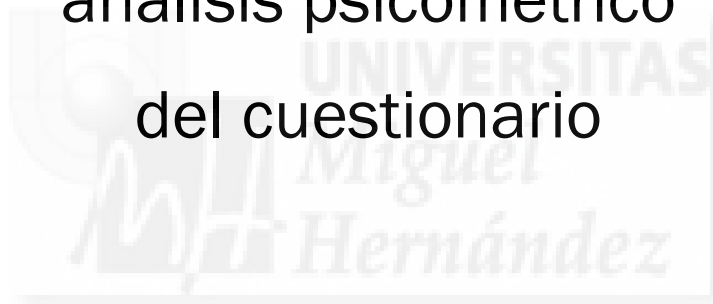 análisis psicométrico
del cuestionario
UNIVERSITAS
Miguel
Hernández